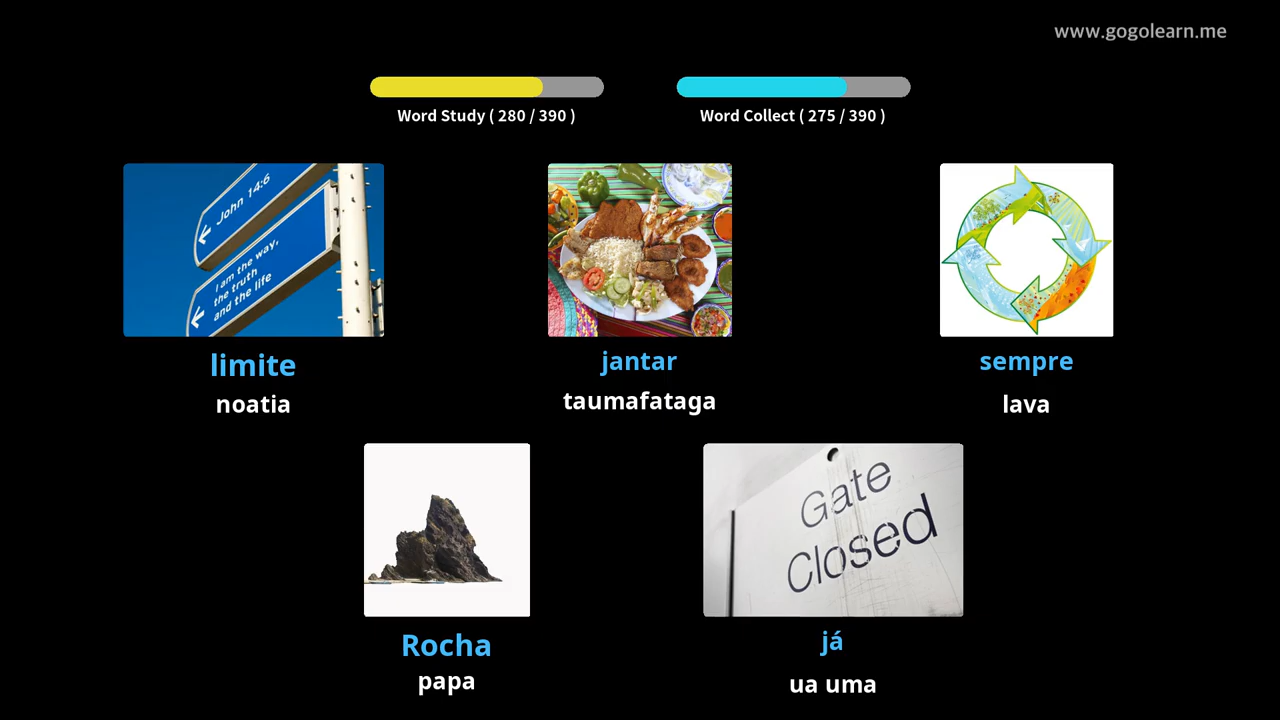 www.gogolearn.me
Word Study ( 280 / 390 )
Word Collect ( 275 / 390 )
John 14:6
I am the way,
the truth
and the life
limite
noatia
jantar
taumafataga
sempre
lava
Gate
Closed
Rocha
papa
já
ua uma